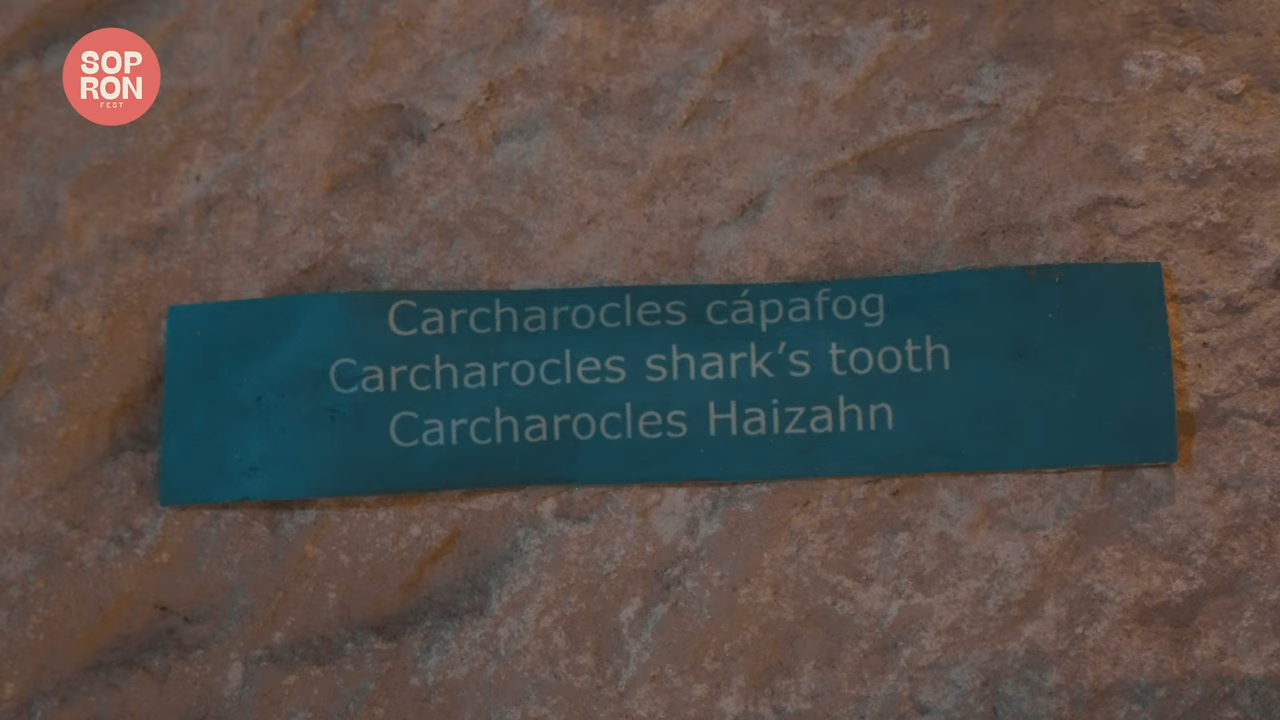 SOP
RON
FEST
Carcharocles cápafog
Carcharocles shark’s tooth
Carcharocles Haizahn